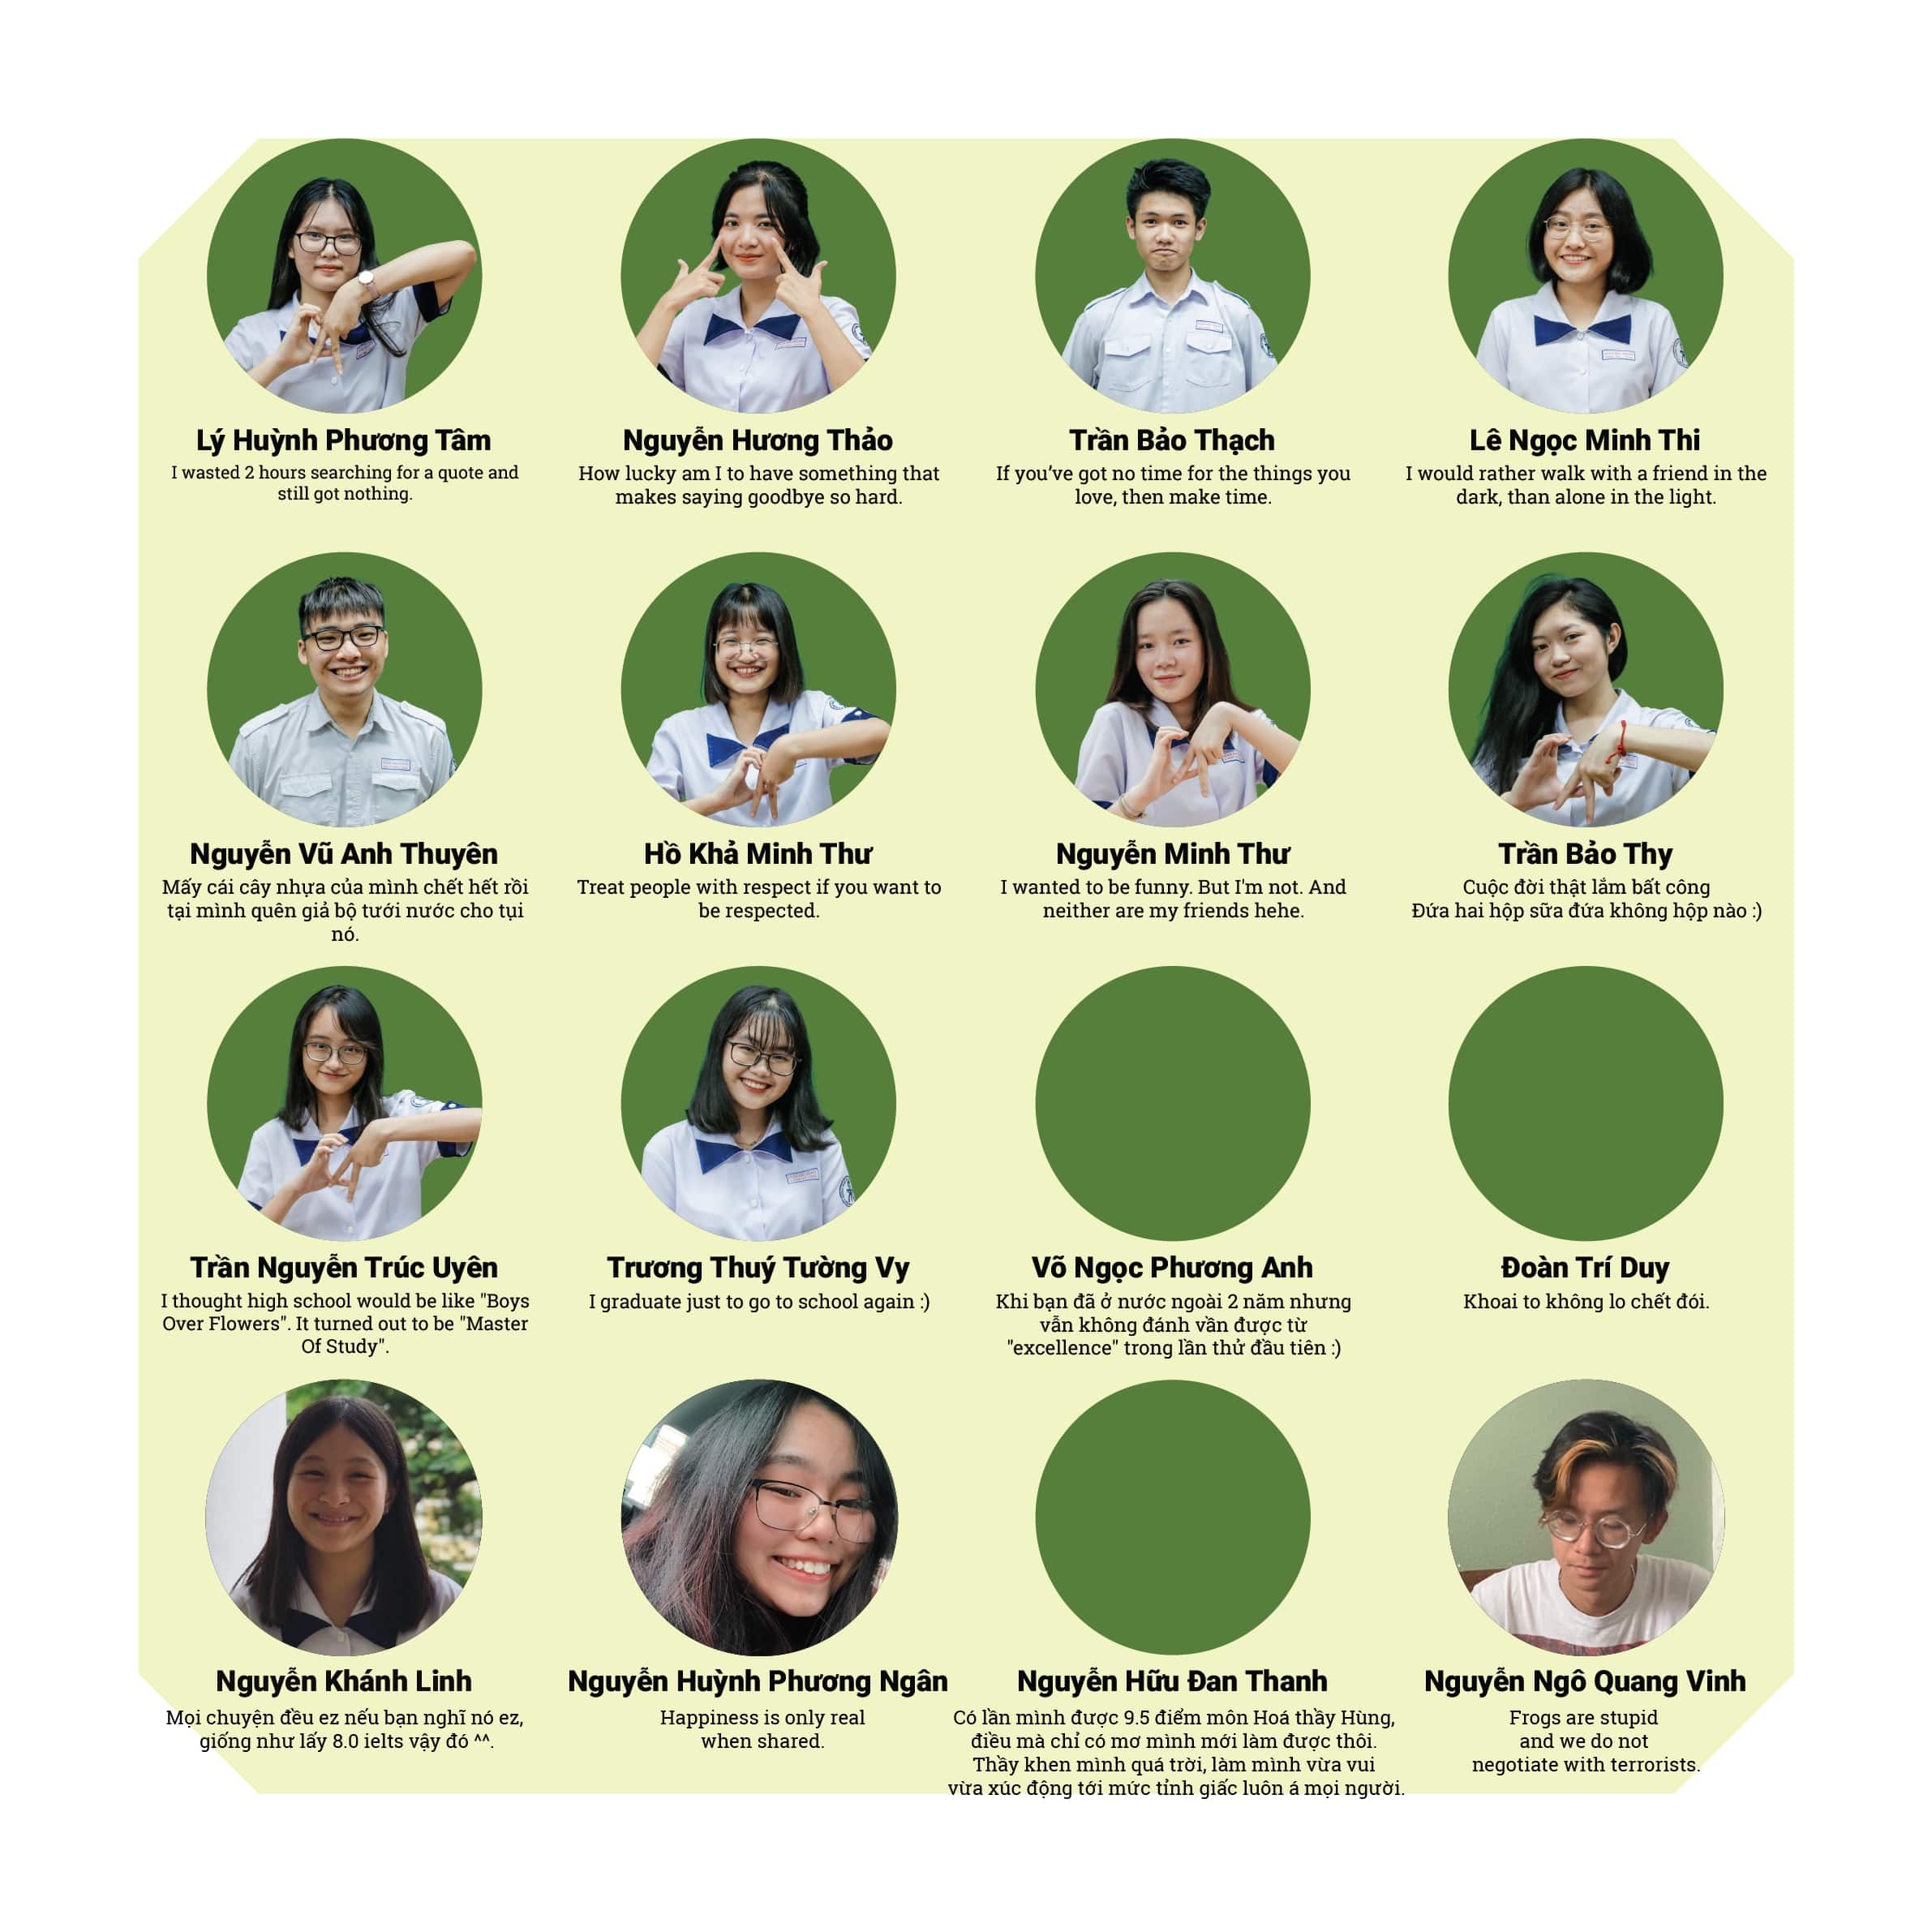 Lý Huỳnh Phương Tâm
I wasted 2 hours searching for a quote and
still got nothing.
Nguyễn Hương Thảo
How lucky am I to have something that
makes saying goodbye so hard.
Trần Bảo Thạch
If you’ve got no time for the things you
love, then make time.
Lê Ngọc Minh Thi
I would rather walk with a friend in the
dark, than alone in the light.
Nguyễn Vũ Anh Thuyên
Mấy cái cây nhựa của mình chết hết rồi
tại mình quên giả bộ tưới nước cho tụi
nó.
Hồ Khả Minh Thư
Treat people with respect if you want to
be respected.
Nguyễn Minh Thư
I wanted to be funny. But I'm not. And
neither are my friends hehe.
Trần Bảo Thy
Cuộc đời thật lắm bất công
Đứa hai hộp sữa đứa không hộp nào :)
Trần Nguyễn Trúc Uyên
I thought high school would be like "Boys
Over Flowers". It turned out to be "Master
Of Study".
Trương Thuý Tường Vy
I graduate just to go to school again :)
Võ Ngọc Phương Anh
Khi bạn đã ở nước ngoài 2 năm nhưng
vẫn không đánh vần được từ
"excellence" trong lần thử đầu tiên :)
Đoàn Trí Duy
Khoai to không lo chết đói.
Nguyễn Khánh Linh
Mọi chuyện đều ez nếu bạn nghĩ nó ez,
giống như lấy 8.0 ielts vậy đó ^^.
Nguyễn Huỳnh Phương Ngân
Happiness is only real
when shared.
Nguyễn Hữu Đan Thanh
Có lần mình được 9.5 điểm môn Hoá thầy Hùng,
điều mà chỉ có mơ mình mới làm được thôi.
Thầy khen mình quá trời, làm mình vừa vui
vừa xúc động tới mức tỉnh giấc luôn á mọi người.
Nguyễn Ngô Quang Vinh
Frogs are stupid
and we do not
negotiate with terrorists.